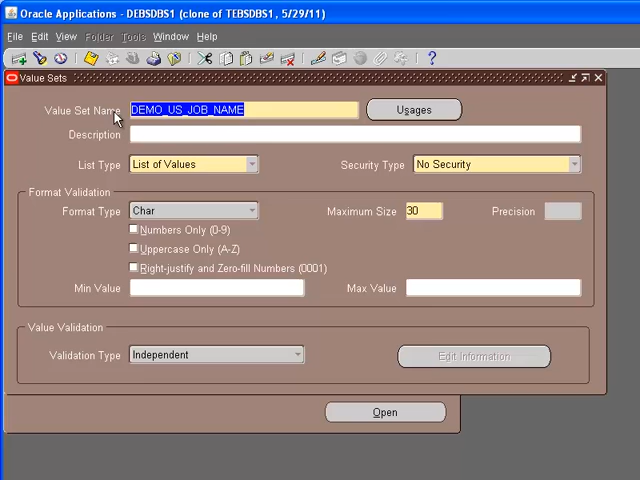 Oracle Applications - DEBSDBS1 (clone of TEBSDBS1, 5/29/11)
File Edit View Folder Tools Window Help
Value Sets
Value Set Name DEMO_US_JOB_NAME Usages
Description
List Type List of Values Security Type No Security
Format Validation
Format Type Char Maximum Size 30 Precision
Numbers Only (0-9)
Uppercase Only (A-Z)
Right-justify and Zero-fill Numbers (0001)
Min Value Max Value
Value Validation
Validation Type Independent Edit Information
Open